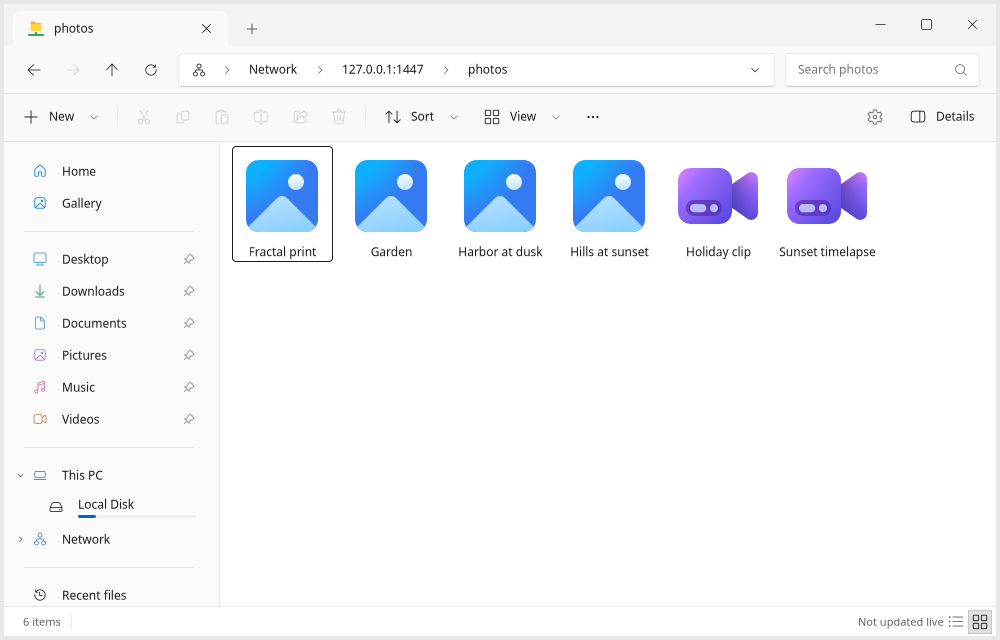 photos
Network
127.0.0.1:1447
photos
Search photos
New
Sort
View
Details
Home
Gallery
Desktop
Downloads
Documents
Pictures
Music
Videos
This PC
Local Disk
Network
Recent files
Fractal print
Garden
Harbor at dusk
Hills at sunset
Holiday clip
Sunset timelapse
6 items
Not updated live